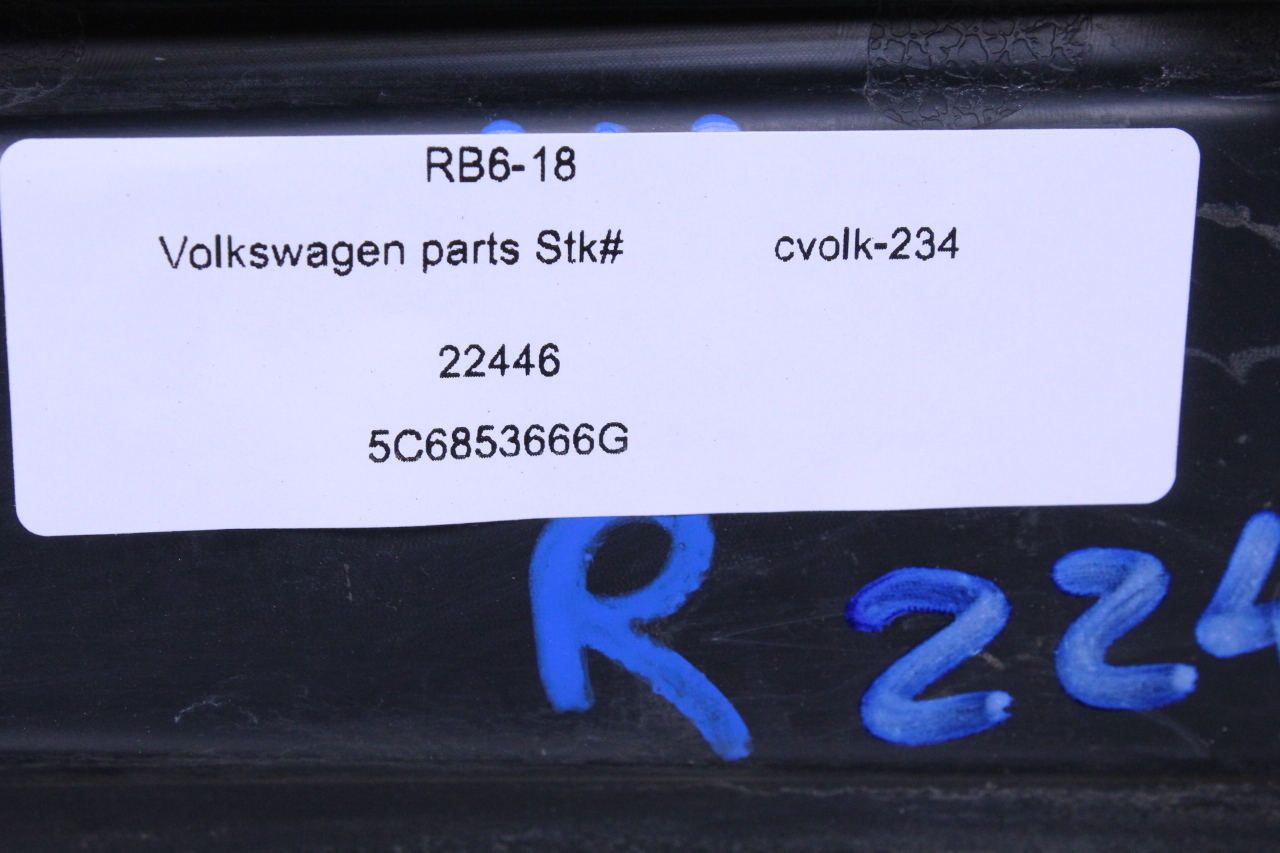 RB6-18
Volkswagen parts Stk# cvolk-234
22446
5C6853666G
R 224